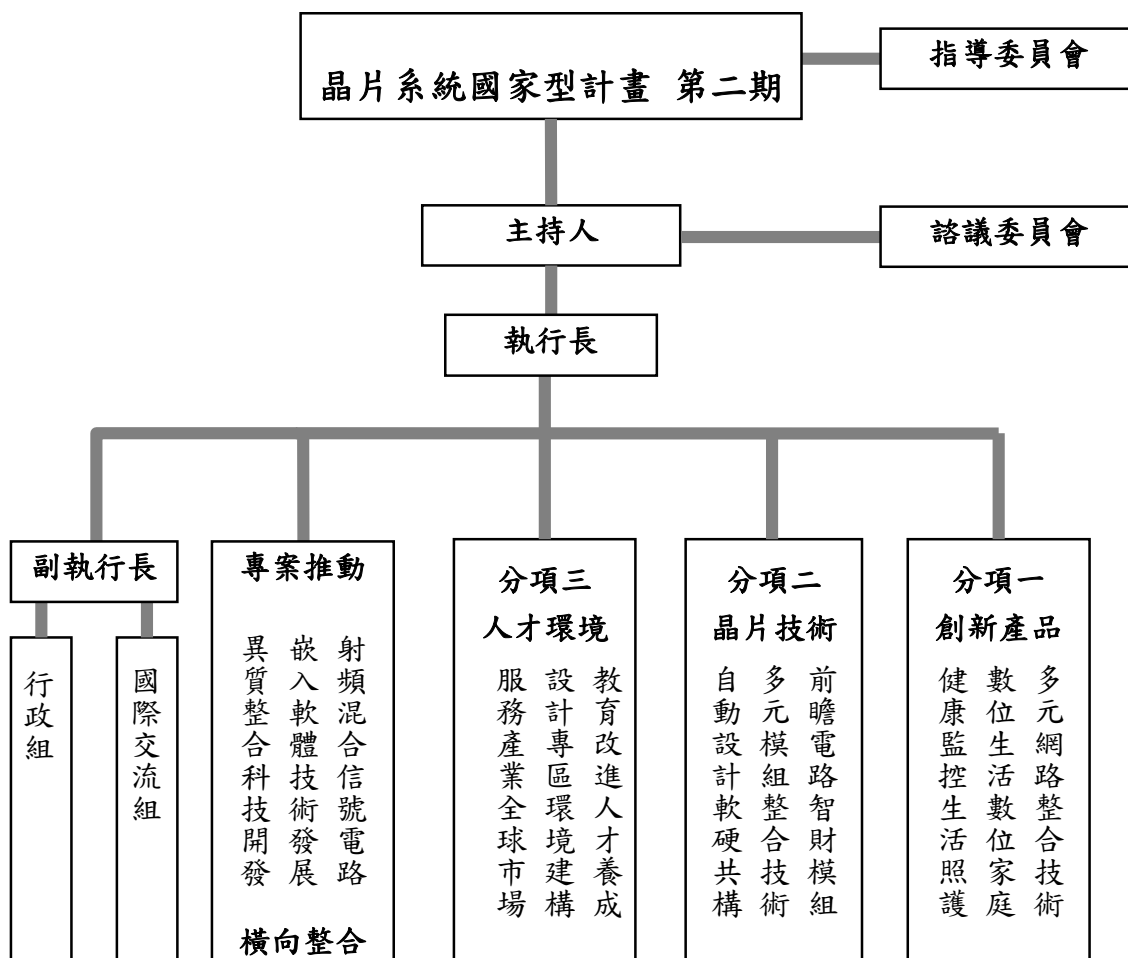 晶片系統國家型計畫 第二期
指導委員會
主持人
諮議委員會
執行長
分項一
創新產品
多元網路整合技術
數位生活數位家庭
健康監控生活照護
分項二
晶片技術
前瞻電路智財模組
多元模組整合技術
自動設計軟硬共構
分項三
人才環境
教育改進人才養成
設計專區環境建構
服務產業全球市場
專案推動
射頻混合信號電路
嵌入軟體技術發展
異質整合科技開發
橫向整合
副執行長
國際交流組
行政組